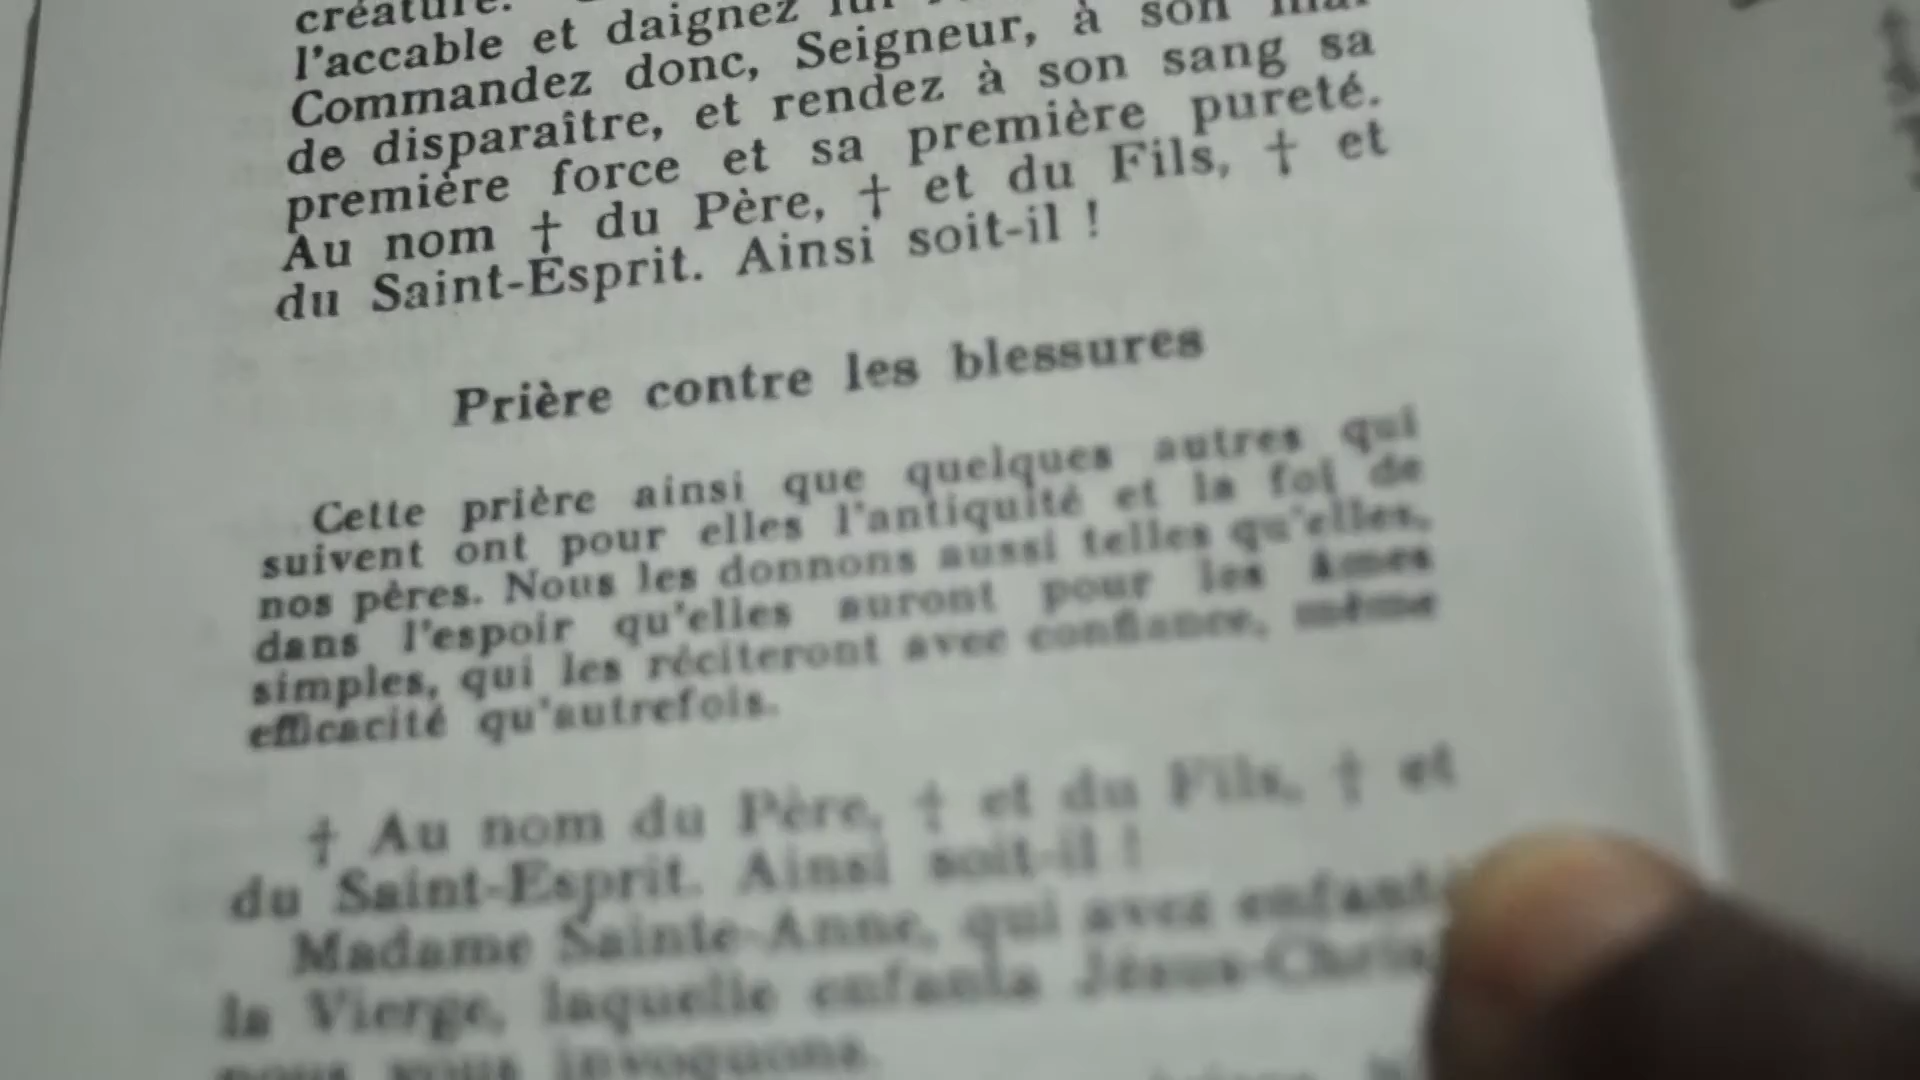 créature.
l'accable et daignez lui
Commandez donc, Seigneur, à son mal
de disparaître, et rendez à son sang sa
première force et sa première pureté.
Au nom † du Père, † et du Fils, † et
du Saint-Esprit. Ainsi soit-il !
Prière contre les blessures
Cette prière ainsi que quelques autres qui
suivent ont pour elles l'antiquité et la foi de
nos pères. Nous les donnons aussi telles qu'elles,
dans l'espoir qu'elles auront pour les âmes
simples, qui les réciteront avec confiance, même
efficacité qu'autrefois.
† Au nom du Père, † et du Fils, † et
du Saint-Esprit. Ainsi soit-il !
Madame Sainte-Anne, qui avez enfanté
la Vierge, laquelle enfanta Jésus-Christ
nous vous invoquons